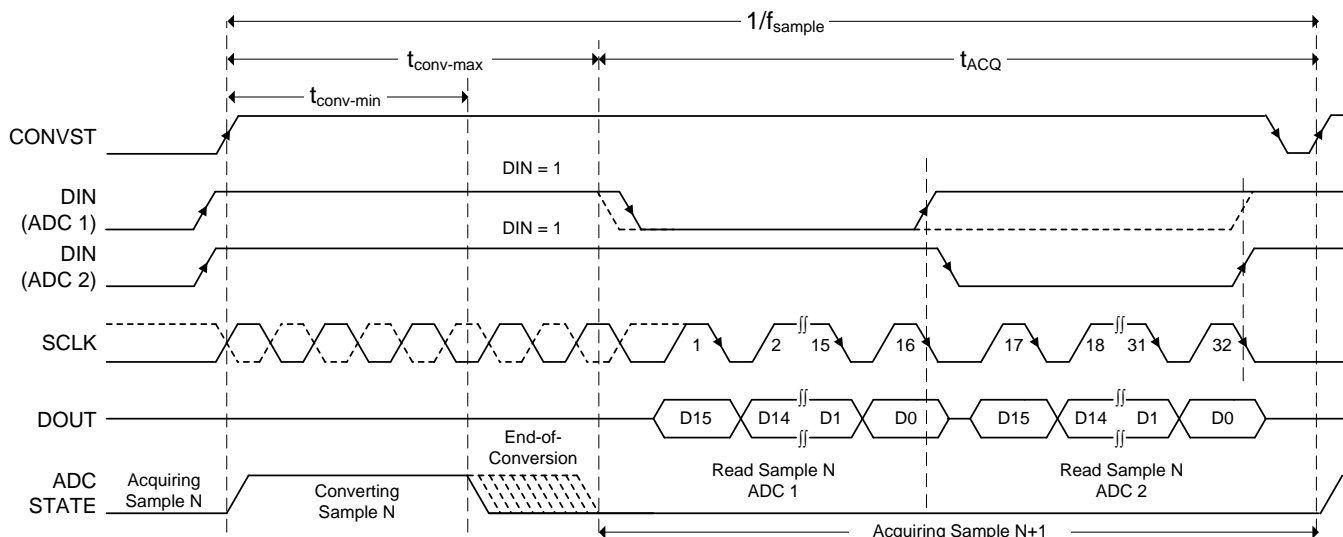 1/fsample
tconv-max
tACQ
tconv-min
CONVST
DIN = 1
DIN
(ADC 1)
DIN = 1
DIN
(ADC 2)
SCLK
1 2 15 16 17 18 31 32
DOUT
D15 D14 D1 D0 D15 D14 D1 D0
ADC
STATE
Acquiring
Sample N
Converting
Sample N
End-of-
Conversion
Read Sample N
ADC 1
Read Sample N
ADC 2
Acquiring Sample N+1